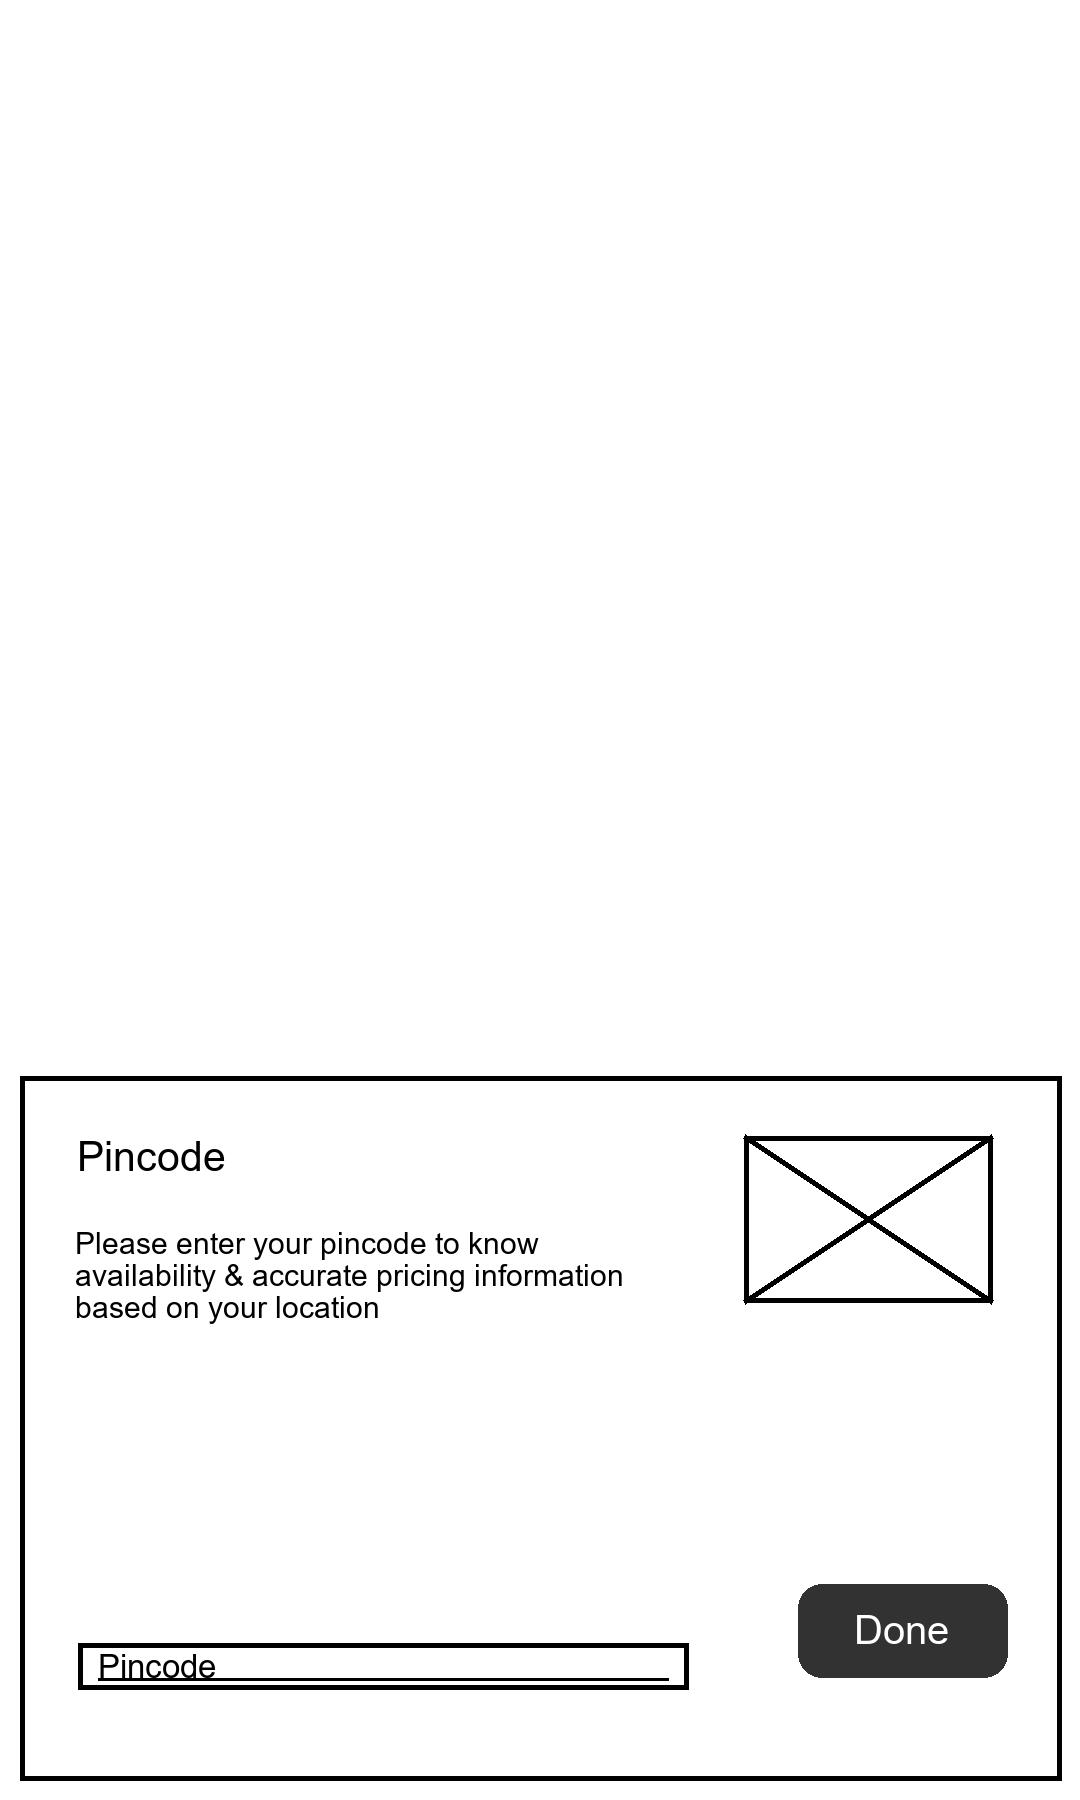 Pincode
Please enter your pincode to know
availability & accurate pricing information
based on your location
Done
Pincode